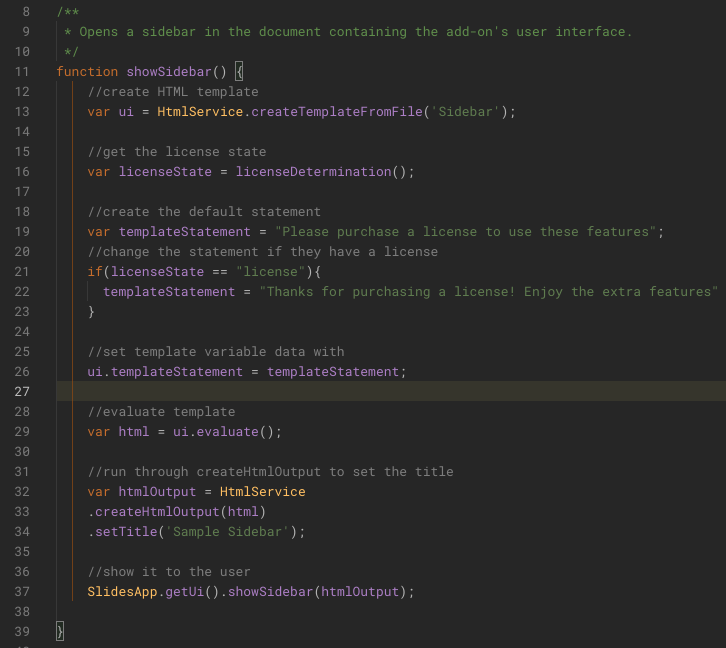 8 /**
9  * Opens a sidebar in the document containing the add-on's user interface.
10  */
11 function showSidebar() {
12     //create HTML template
13     var ui = HtmlService.createTemplateFromFile('Sidebar');
14
15     //get the license state
16     var licenseState = licenseDetermination();
17
18     //create the default statement
19     var templateStatement = "Please purchase a license to use these features";
20     //change the statement if they have a license
21     if(licenseState == "license"){
22       templateStatement = "Thanks for purchasing a license! Enjoy the extra features"
23     }
24
25     //set template variable data with
26     ui.templateStatement = templateStatement;
27
28     //evaluate template
29     var html = ui.evaluate();
30
31     //run through createHtmlOutput to set the title
32     var htmlOutput = HtmlService
33     .createHtmlOutput(html)
34     .setTitle('Sample Sidebar');
35
36     //show it to the user
37     SlidesApp.getUi().showSidebar(htmlOutput);
38
39 }